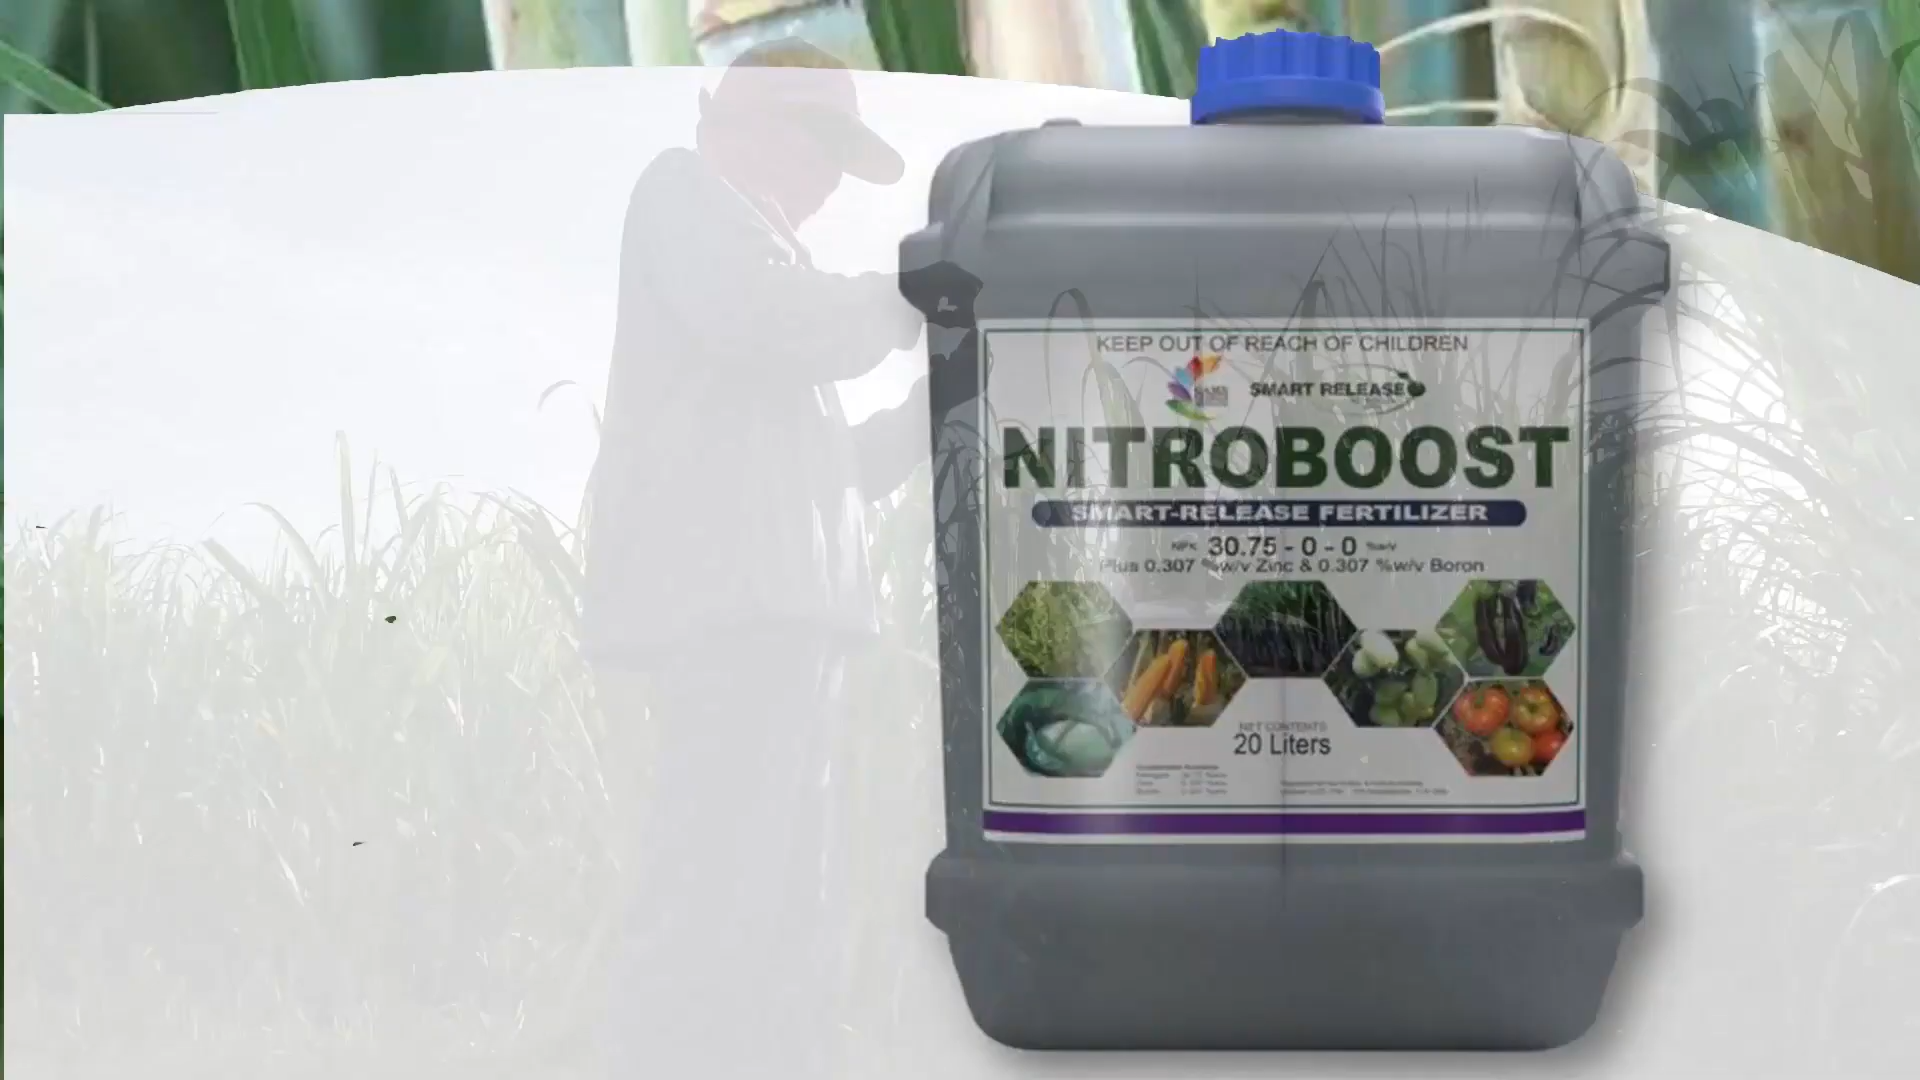 KEEP OUT OF REACH OF CHILDREN
SMART RELEASE
NITROBOOST
SMART-RELEASE FERTILIZER
NPK 30.75 - 0 - 0 %w/v
Plus 0.307 %w/v Zinc & 0.307 %w/v Boron
NET CONTENTS
20 Liters